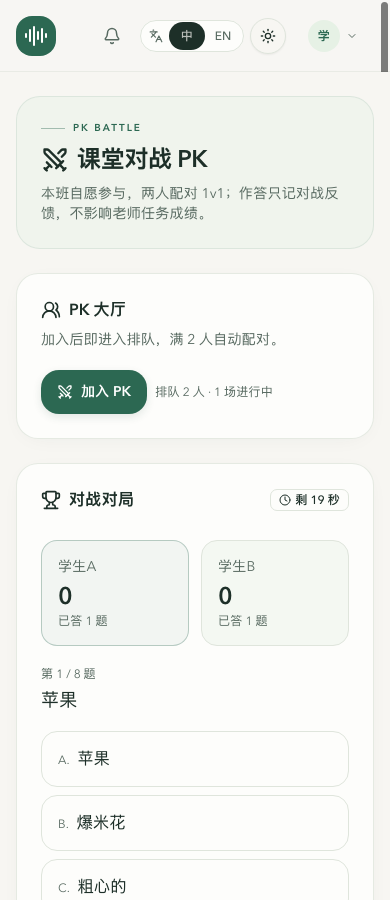 中
EN
学
PK BATTLE
课堂对战 PK
本班自愿参与，两人配对 1v1；作答只记对战反
馈，不影响老师任务成绩。
PK 大厅
加入后即进入排队，满 2 人自动配对。
加入 PK
排队 2 人 · 1 场进行中
对战对局
剩 19 秒
学生A
0
已答 1 题
学生B
0
已答 1 题
第 1 / 8 题
苹果
A. 苹果
B. 爆米花
C. 粗心的